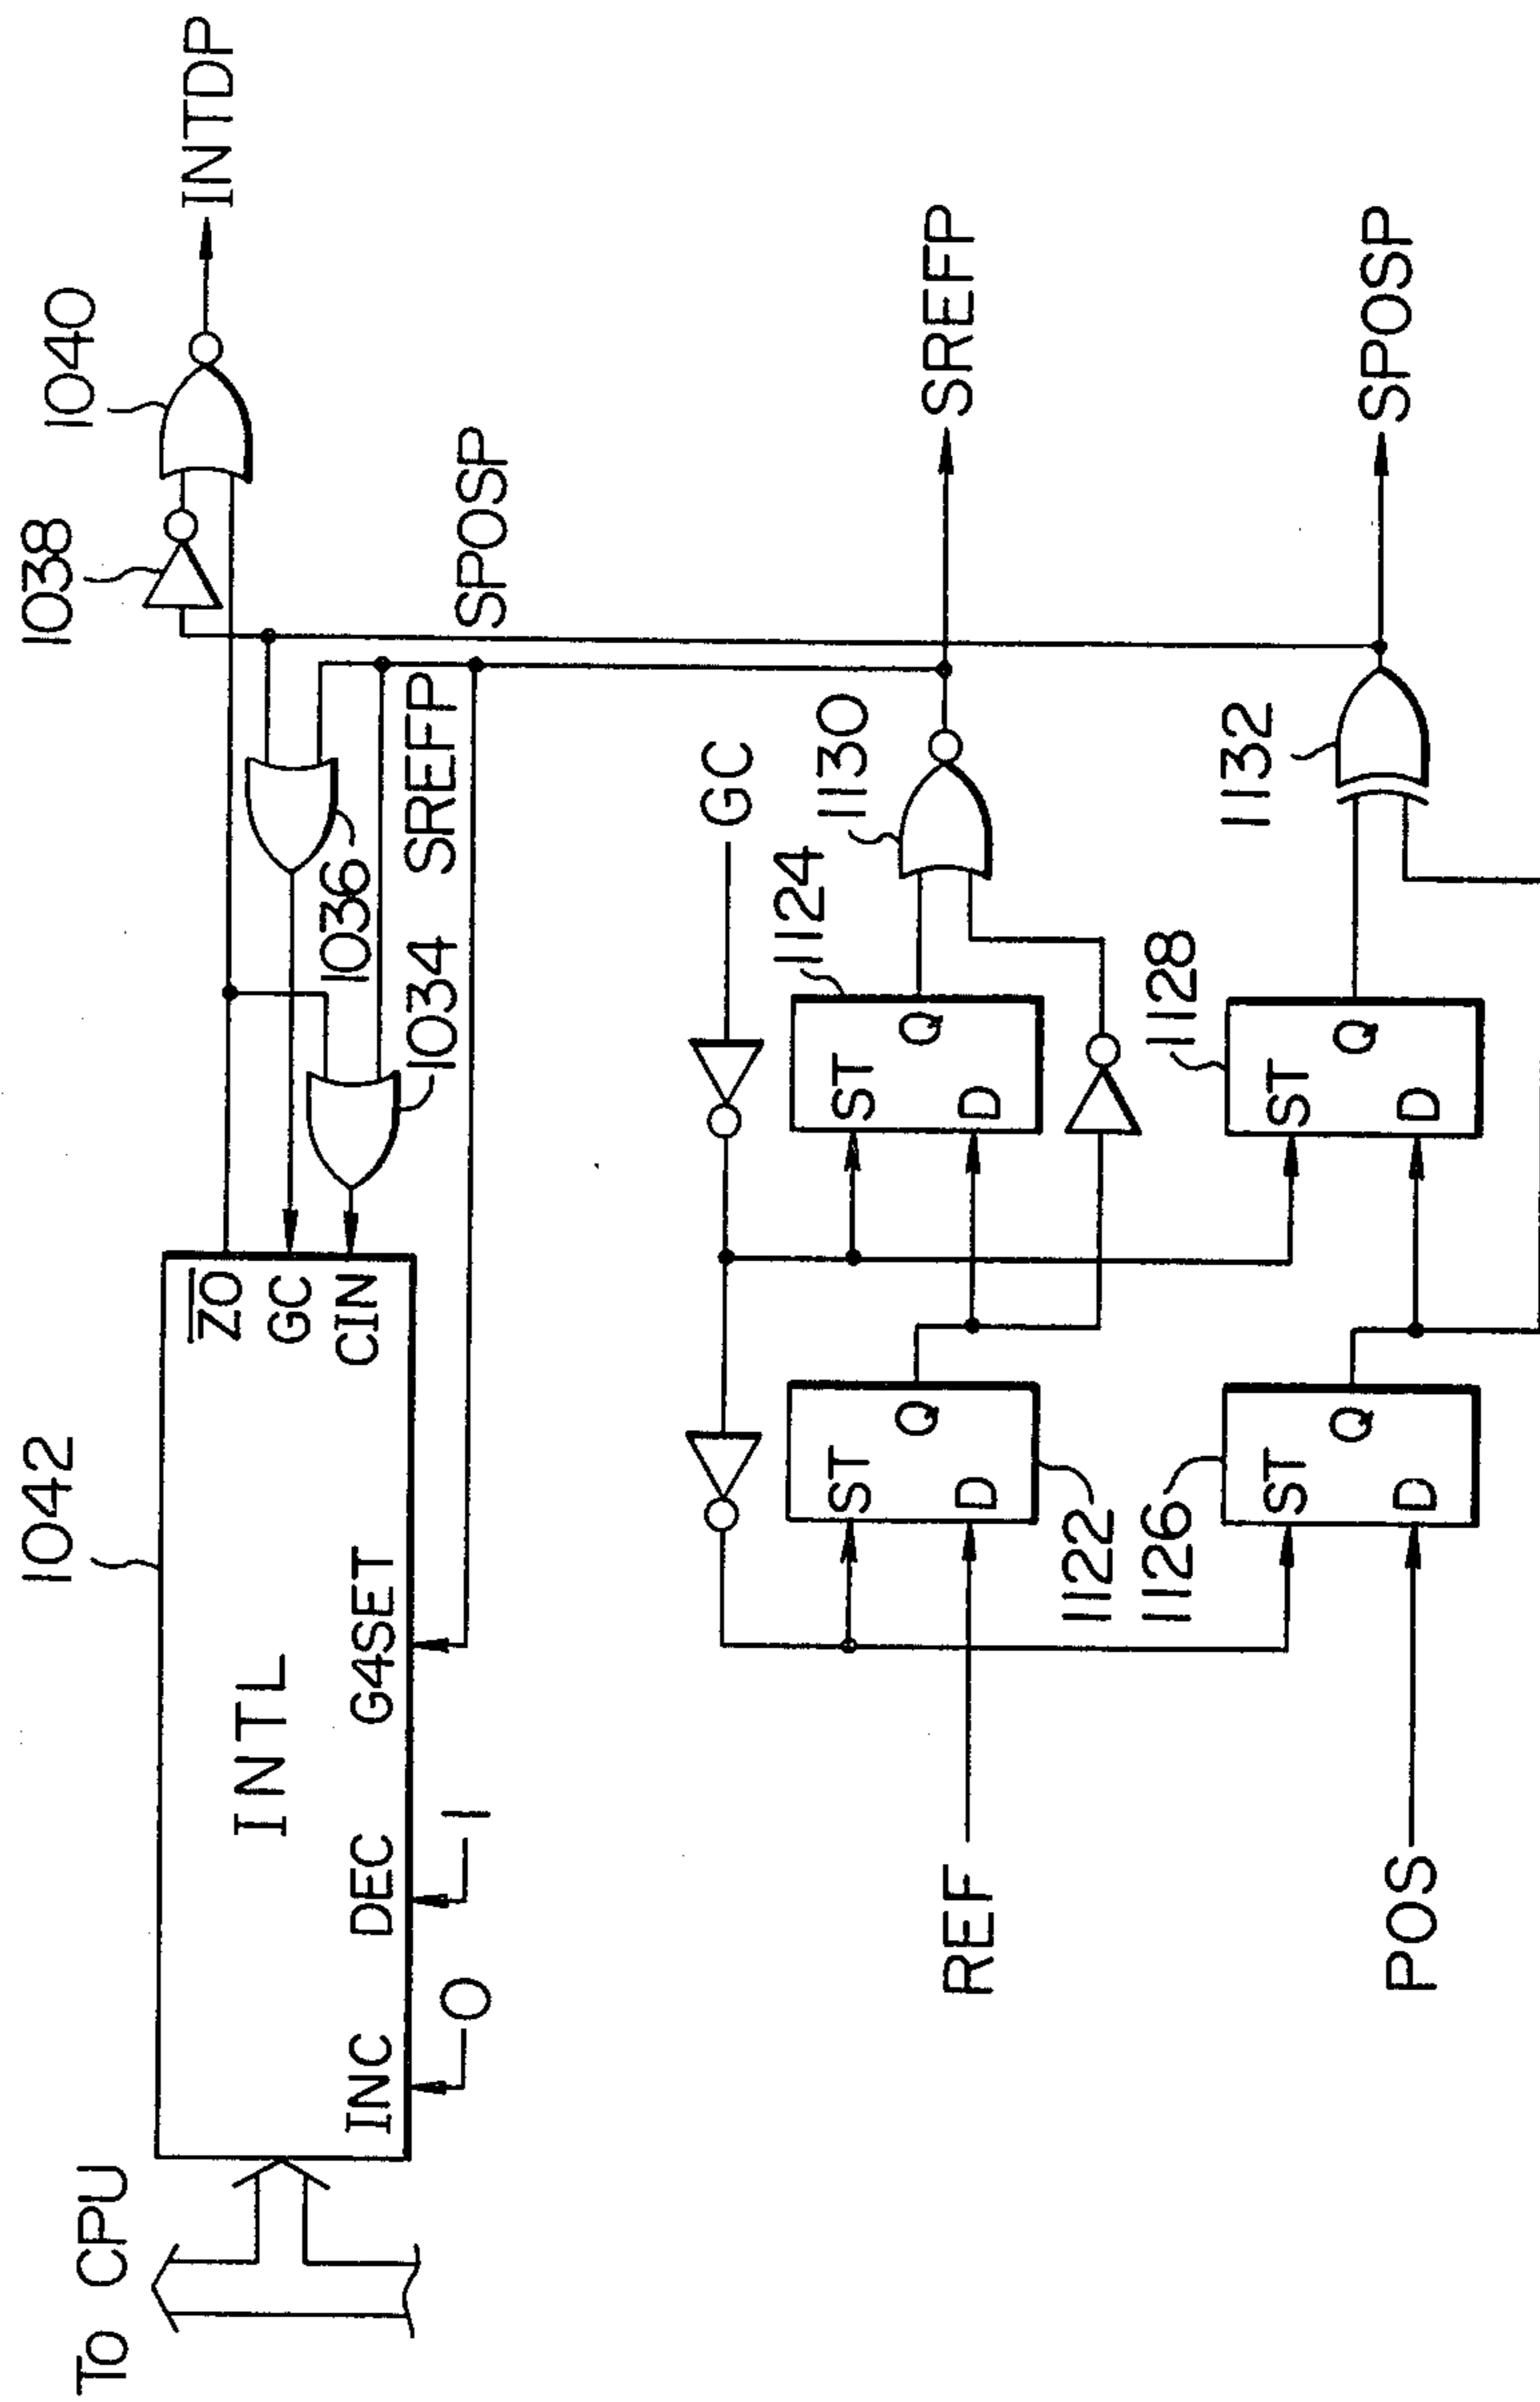 To CPU
1042
INTL
INC
DEC
G4SET
0
1
Z̅O̅
GC
CIN
1034
1036
SREFP
SPOSP
1038
1040
INTDP
GC
REF
ST
D
Q
1122
ST
D
Q
1124
1130
SREFP
POS
ST
D
Q
1126
ST
D
Q
1128
1132
SPOSP